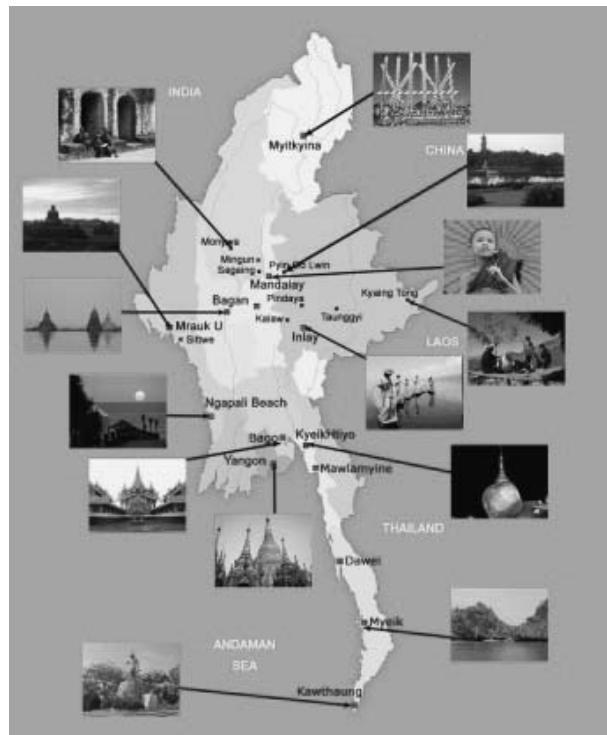 INDIA
Myitkyina
CHINA
Monywa
Mingun
Sagaing
Pyin Oo Lwin
Mandalay
Kyaing Tong
Bagan
Pindaya
Taunggyi
Kalaw
Mrauk U
Sittwe
Inlay
LAOS
Ngapali Beach
Bago
KyeikHtiyo
Yangon
Mawlamyine
THAILAND
Dawei
Myeik
ANDAMAN
SEA
Kawthaung